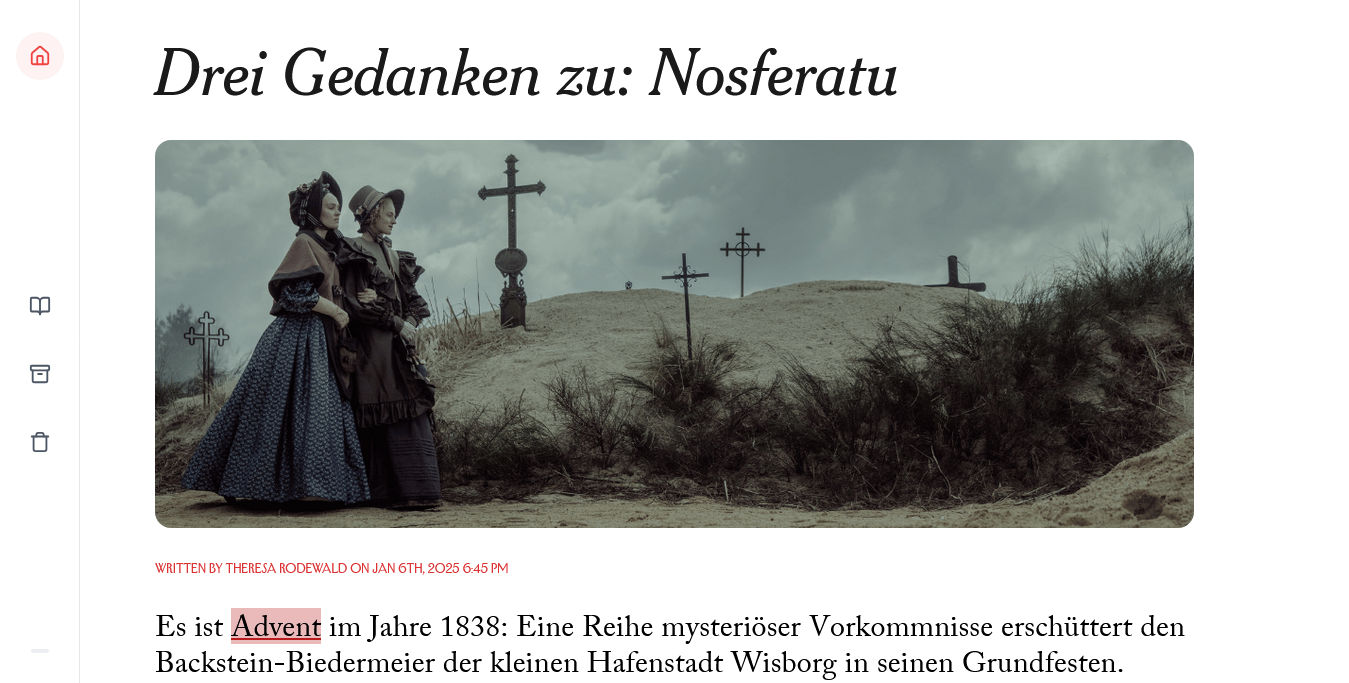 Drei Gedanken zu: Nosferatu
WRITTEN BY THERESA RODEWALD ON JAN 6TH, 2025 6:45 PM
Es ist Advent im Jahre 1838: Eine Reihe mysteriöser Vorkommnisse erschüttert den
Backstein-Biedermeier der kleinen Hafenstadt Wisborg in seinen Grundfesten.